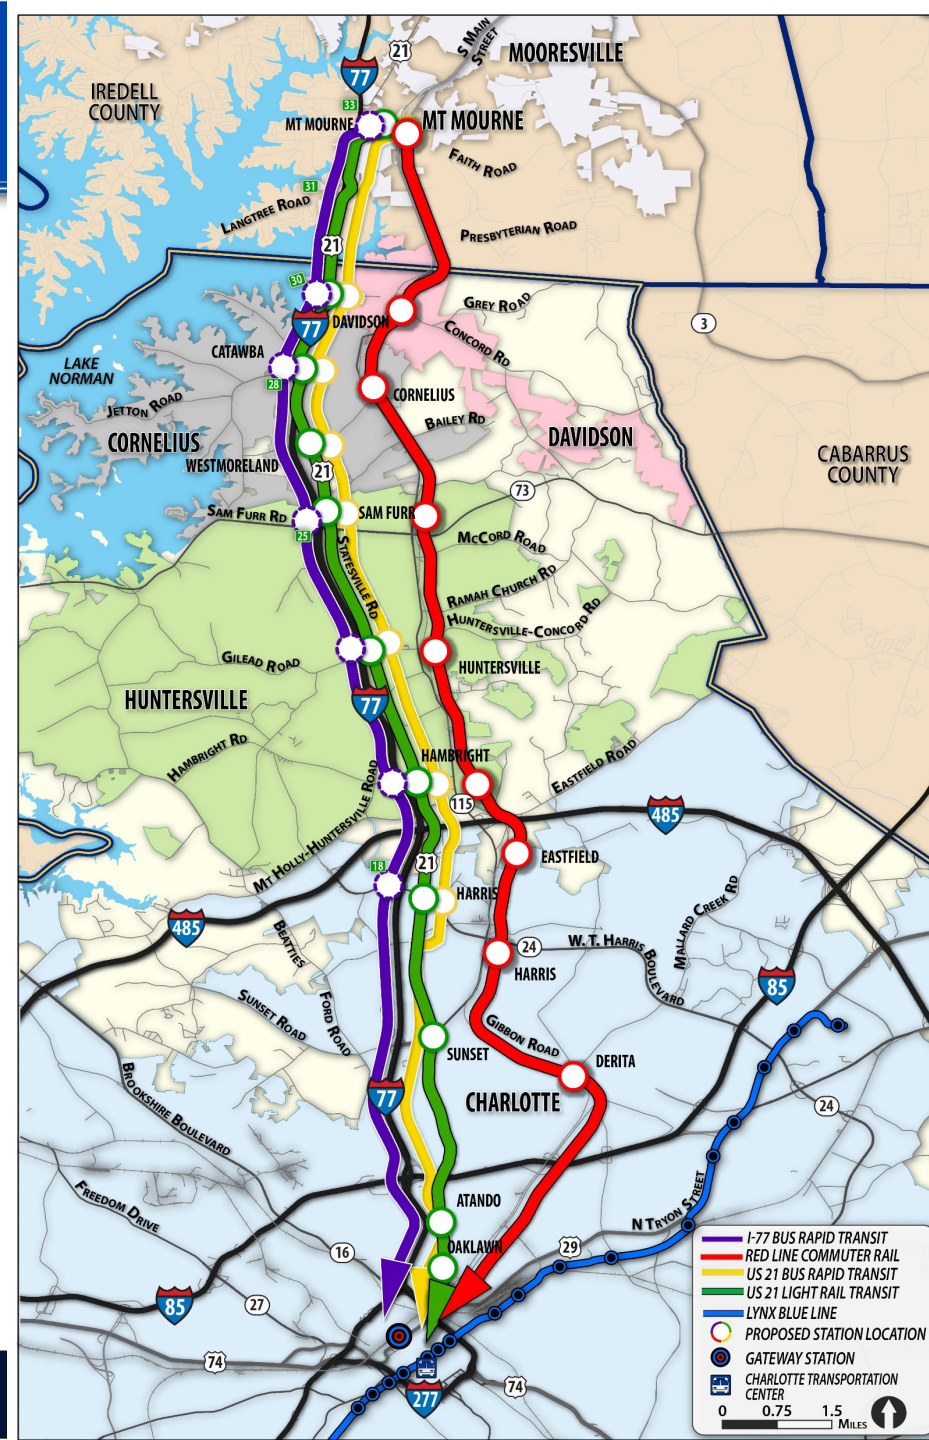 21
S MAIN
STREET
MOORESVILLE
77
IREDELL
COUNTY
33
MT MOURNE
MT MOURNE
FAITH ROAD
31
LANGTREE ROAD
PRESBYTERIAN ROAD
21
30
GREY ROAD
77
DAVIDSON
3
CONCORD RD
CATAWBA
LAKE
NORMAN
28
CORNELIUS
JETTON ROAD
BAILEY RD
CORNELIUS
DAVIDSON
WESTMORELAND
21
CABARRUS
COUNTY
73
SAM FURR RD
SAM FURR
25
STATESVILLE RD
MCCORD ROAD
RAMAH CHURCH RD
HUNTERSVILLE-CONCORD RD
GILEAD ROAD
HUNTERSVILLE
HUNTERSVILLE
77
HAMBRIGHT RD
HAMBRIGHT
EASTFIELD ROAD
MT HOLLY-HUNTERSVILLE ROAD
115
485
EASTFIELD
18
21
HARRIS
MALLARD CREEK RD
485
BEATTIES
FORD ROAD
24
W. T. HARRIS
BOULEVARD
HARRIS
85
SUNSET ROAD
GIBBON ROAD
SUNSET
DERITA
BROOKSHIRE BOULEVARD
77
CHARLOTTE
24
FREEDOM DRIVE
ATANDO
N TRYON STREET
OAKLAWN
16
29
85
27
74
74
277
I-77 BUS RAPID TRANSIT
RED LINE COMMUTER RAIL
US 21 BUS RAPID TRANSIT
US 21 LIGHT RAIL TRANSIT
LYNX BLUE LINE
PROPOSED STATION LOCATION
GATEWAY STATION
CHARLOTTE TRANSPORTATION
CENTER
0 0.75 1.5
MILES